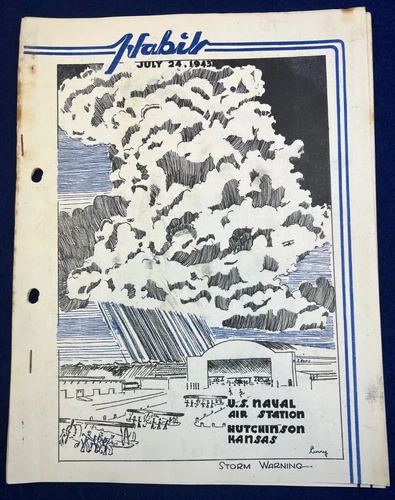 Habit
JULY 24, 1943
U.S. NAVAL
AIR STATION
HUTCHINSON
KANSAS
STORM WARNING